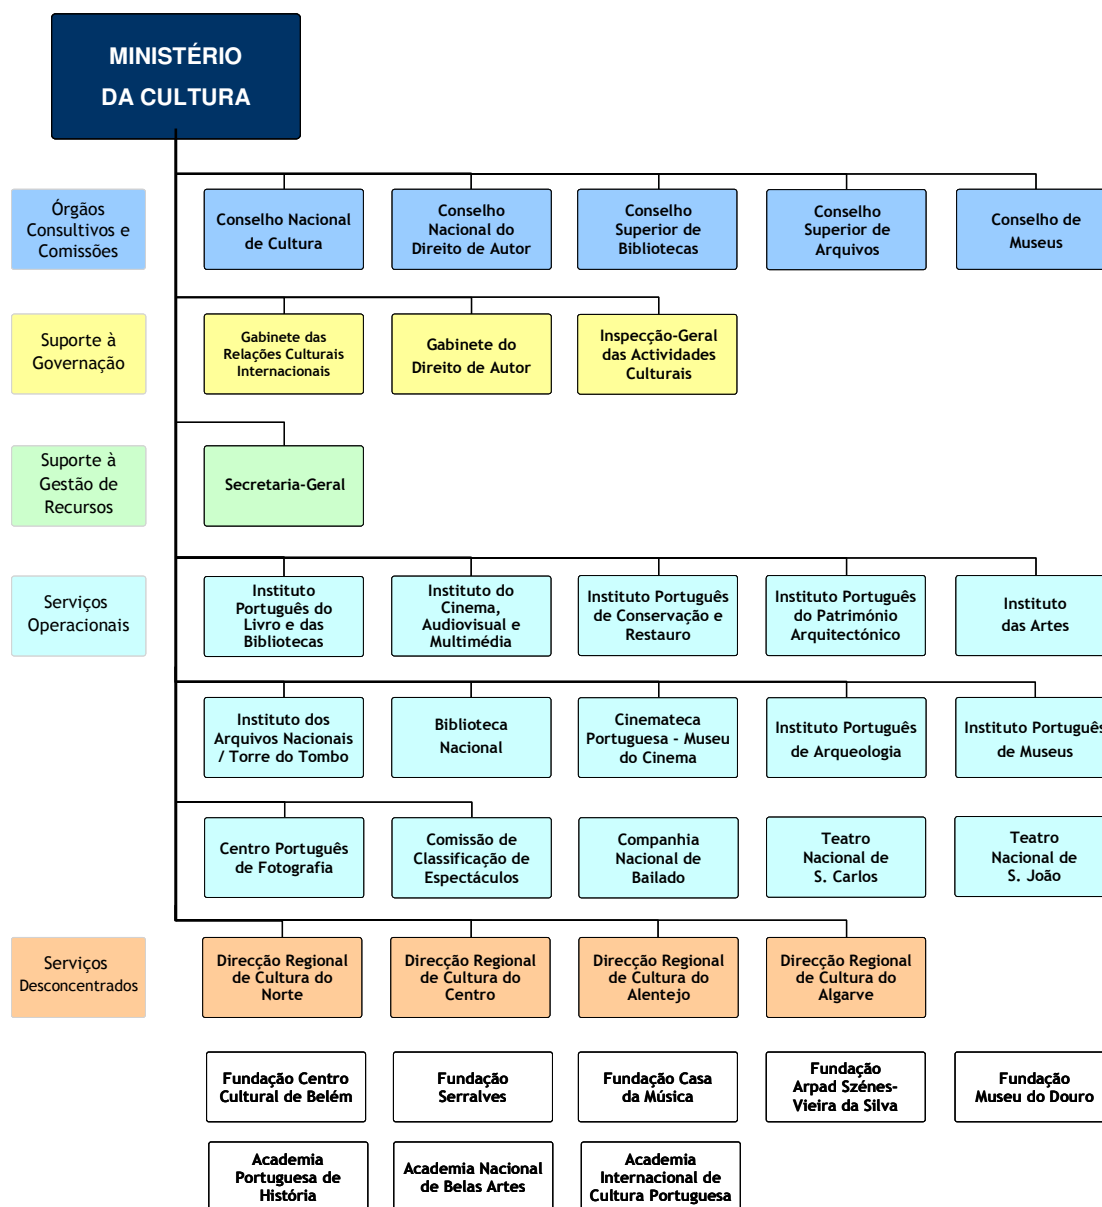 MINISTÉRIO
DA CULTURA
Órgãos
Consultivos e
Comissões
Conselho Nacional
de Cultura
Conselho
Nacional do
Direito de Autor
Conselho
Superior de
Bibliotecas
Conselho
Superior de
Arquivos
Conselho de
Museus
Suporte à
Governação
Gabinete das
Relações Culturais
Internacionais
Gabinete do
Direito de Autor
Inspecção-Geral
das Actividades
Culturais
Suporte à
Gestão de
Recursos
Secretaria-Geral
Serviços
Operacionais
Instituto
Português do
Livro e das
Bibliotecas
Instituto do
Cinema,
Audiovisual e
Multimédia
Instituto Português
de Conservação e
Restauro
Instituto Português
do Património
Arquitectónico
Instituto
das Artes
Instituto dos
Arquivos Nacionais
/ Torre do Tombo
Biblioteca
Nacional
Cinemateca
Portuguesa - Museu
do Cinema
Instituto Português
de Arqueologia
Instituto Português
de Museus
Centro Português
de Fotografia
Comissão de
Classificação de
Espectáculos
Companhia
Nacional de
Bailado
Teatro
Nacional de
S. Carlos
Teatro
Nacional de
S. João
Serviços
Desconcentrados
Direcção Regional
de Cultura do
Norte
Direcção Regional
de Cultura do
Centro
Direcção Regional
de Cultura do
Alentejo
Direcção Regional
de Cultura do
Algarve
Fundação Centro
Cultural de Belém
Fundação
Serralves
Fundação Casa
da Música
Fundação
Arpad Szénes-
Vieira da Silva
Fundação
Museu do Douro
Academia
Portuguesa de
História
Academia Nacional
de Belas Artes
Academia
Internacional de
Cultura Portuguesa